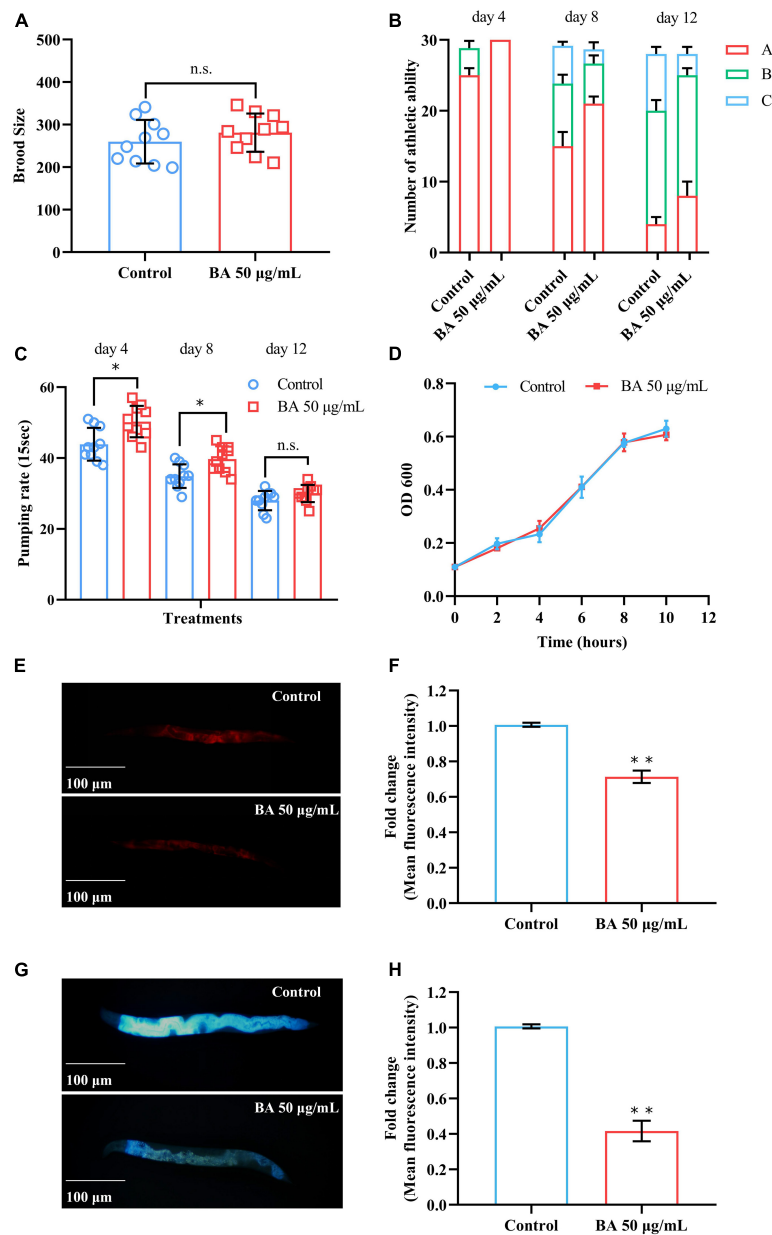 A
Brood Size
500
400
300
200
100
0
n.s.
Control
BA 50 μg/mL
B
Number of athletic ability
30
20
10
0
day 4
day 8
day 12
A
B
C
Control
BA 50 μg/mL
Control
BA 50 μg/mL
Control
BA 50 μg/mL
C
Pumping rate (15sec)
60
40
20
0
day 4
day 8
day 12
*
*
n.s.
Control
BA 50 μg/mL
Treatments
D
OD 600
0.8
0.6
0.4
0.2
0.0
Control
BA 50 μg/mL
0 2 4 6 8 10 12
Time (hours)
E
Control
100 μm
BA 50 μg/mL
100 μm
F
Fold change
(Mean fluorescence intensity)
1.2
1.0
0.8
0.6
0.4
0.2
0.0
**
Control
BA 50 μg/mL
G
Control
100 μm
BA 50 μg/mL
100 μm
H
Fold change
(Mean fluorescence intensity)
1.2
1.0
0.8
0.6
0.4
0.2
0.0
**
Control
BA 50 μg/mL